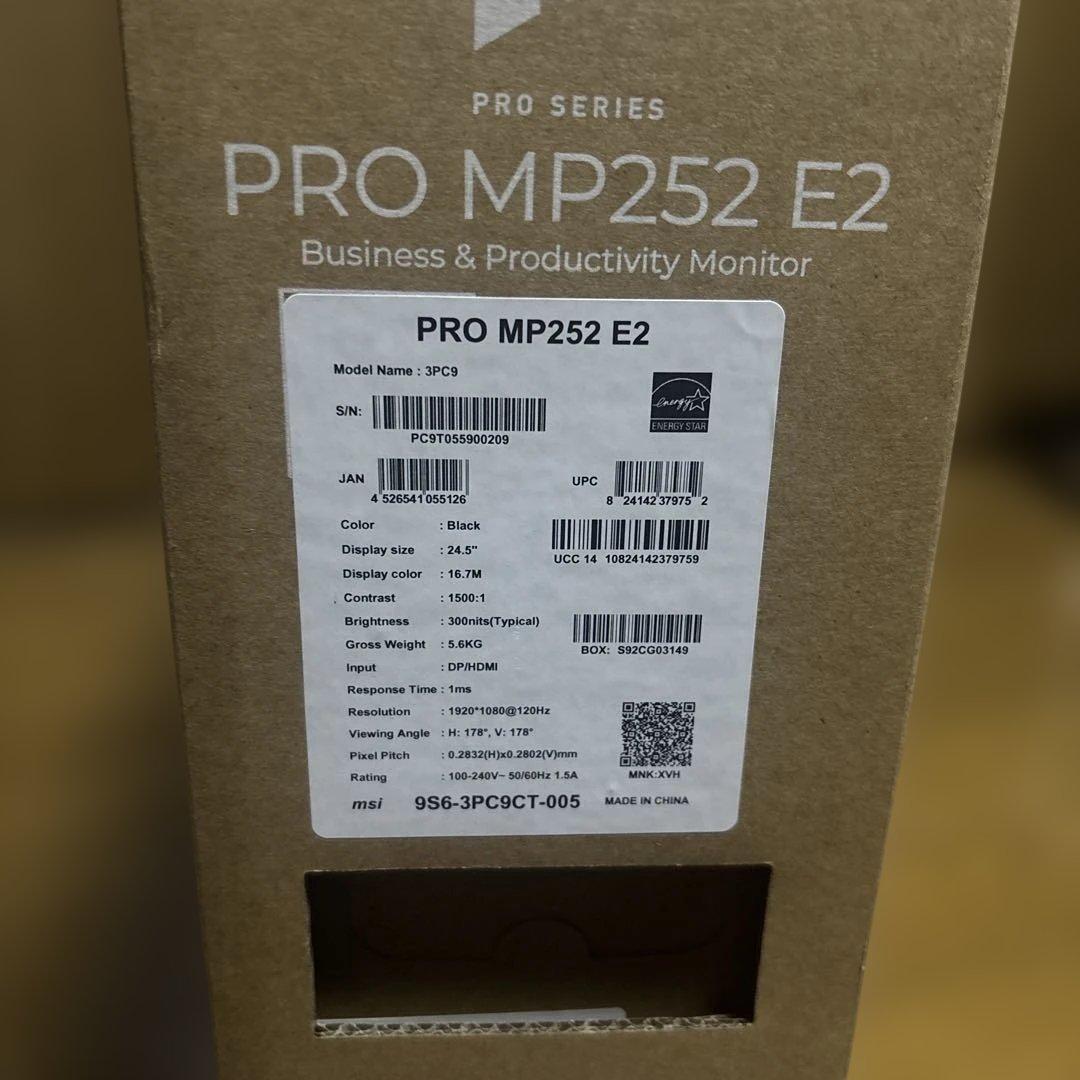 PRO SERIES
PRO MP252 E2
Business & Productivity Monitor
PRO MP252 E2
Model Name : 3PC9
S/N:
PC9T055900209
energy
ENERGY STAR
JAN
4 526541 055126
UPC
8 24142 37975 2
Color : Black
UCC 14 10824142379759
Display size : 24.5"
Display color : 16.7M
Contrast : 1500:1
Brightness : 300nits(Typical)
Gross Weight : 5.6KG
BOX: S92CG03149
Input : DP/HDMI
Response Time : 1ms
Resolution : 1920*1080@120Hz
Viewing Angle : H: 178°, V: 178°
Pixel Pitch : 0.2832(H)x0.2802(V)mm
Rating : 100-240V~ 50/60Hz 1.5A
MNK:XVH
msi 9S6-3PC9CT-005 MADE IN CHINA